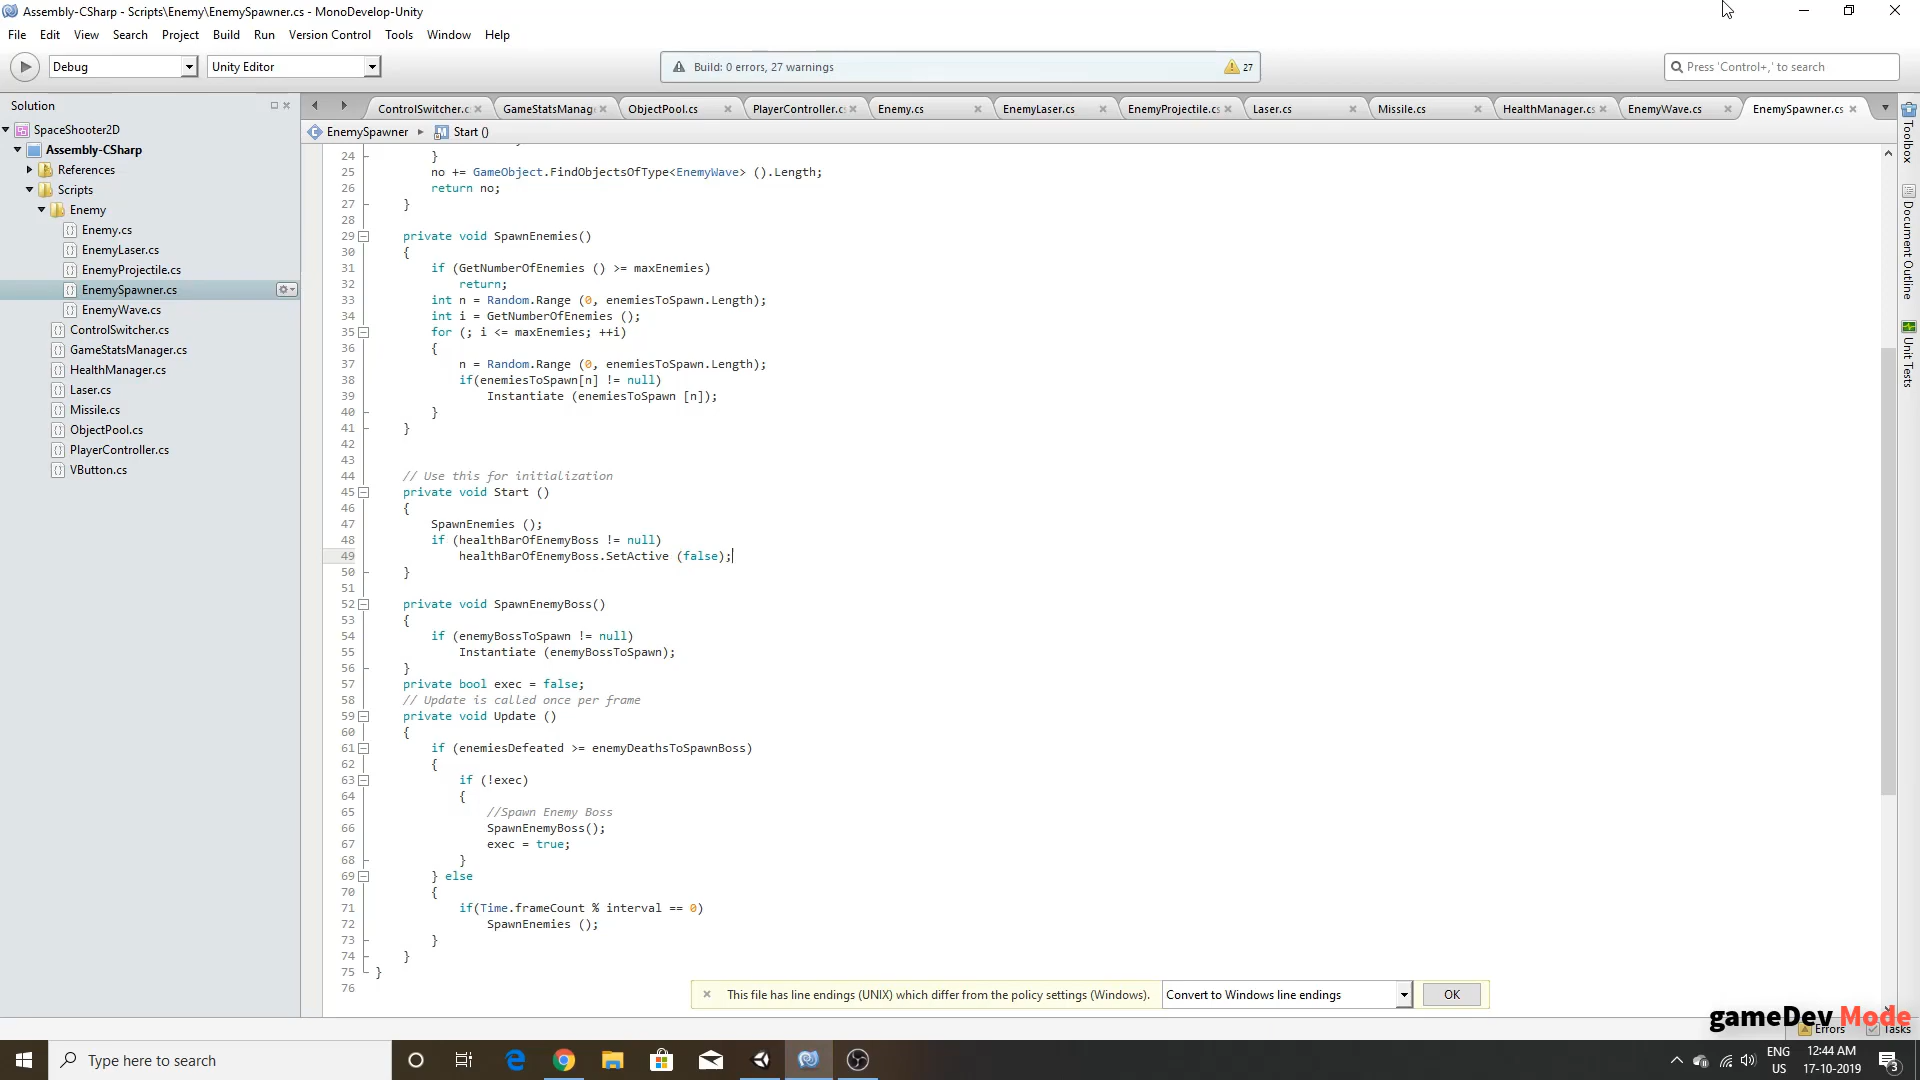 Assembly-CSharp - Scripts\Enemy\EnemySpawner.cs - MonoDevelop-Unity
File Edit View Search Project Build Run Version Control Tools Window Help
Debug Unity Editor Build: 0 errors, 27 warnings 27 Press 'Control+,' to search
Solution
ControlSwitcher.c GameStatsManag ObjectPool.cs PlayerController.c Enemy.cs EnemyLaser.cs EnemyProjectile.cs Laser.cs Missile.cs HealthManager.cs EnemyWave.cs EnemySpawner.cs
EnemySpawner Start ()
SpaceShooter2D
Assembly-CSharp
References
Scripts
Enemy
Enemy.cs
EnemyLaser.cs
EnemyProjectile.cs
EnemySpawner.cs
EnemyWave.cs
ControlSwitcher.cs
GameStatsManager.cs
HealthManager.cs
Laser.cs
Missile.cs
ObjectPool.cs
PlayerController.cs
VButton.cs
24 }
25 no += GameObject.FindObjectsOfType<EnemyWave> ().Length;
26 return no;
27 }
28
29 private void SpawnEnemies()
30 {
31 if (GetNumberOfEnemies () >= maxEnemies)
32 return;
33 int n = Random.Range (0, enemiesToSpawn.Length);
34 int i = GetNumberOfEnemies ();
35 for (; i <= maxEnemies; ++i)
36 {
37 n = Random.Range (0, enemiesToSpawn.Length);
38 if(enemiesToSpawn[n] != null)
39 Instantiate (enemiesToSpawn [n]);
40 }
41 }
42
43
44 // Use this for initialization
45 private void Start ()
46 {
47 SpawnEnemies ();
48 if (healthBarOfEnemyBoss != null)
49 healthBarOfEnemyBoss.SetActive (false);
50 }
51
52 private void SpawnEnemyBoss()
53 {
54 if (enemyBossToSpawn != null)
55 Instantiate (enemyBossToSpawn);
56 }
57 private bool exec = false;
58 // Update is called once per frame
59 private void Update ()
60 {
61 if (enemiesDefeated >= enemyDeathsToSpawnBoss)
62 {
63 if (!exec)
64 {
65 //Spawn Enemy Boss
66 SpawnEnemyBoss();
67 exec = true;
68 }
69 } else
70 {
71 if(Time.frameCount % interval == 0)
72 SpawnEnemies ();
73 }
74 }
75 }
76
This file has line endings (UNIX) which differ from the policy settings (Windows). Convert to Windows line endings OK
Toolbox
Document Outline
Unit Tests
gameDev Mode
Errors Tasks
Type here to search
ENG
US
12:44 AM
17-10-2019
3